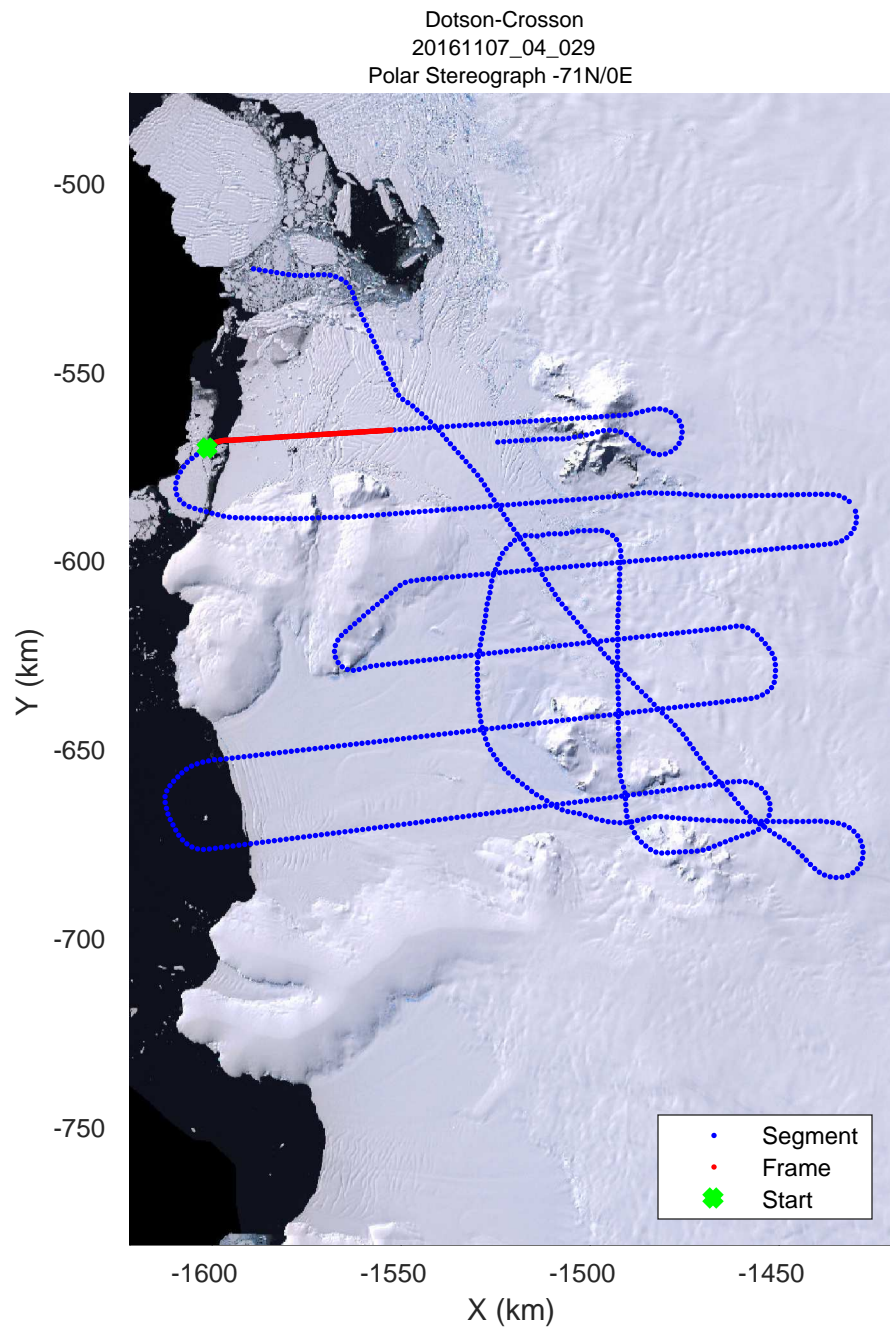 Dotson-Crosson
20161107_04_029
Polar Stereograph -71N/0E
-500
-550
-600
-650
-700
-750
Y (km)
Segment
Frame
Start
-1600
-1550
-1500
-1450
X (km)